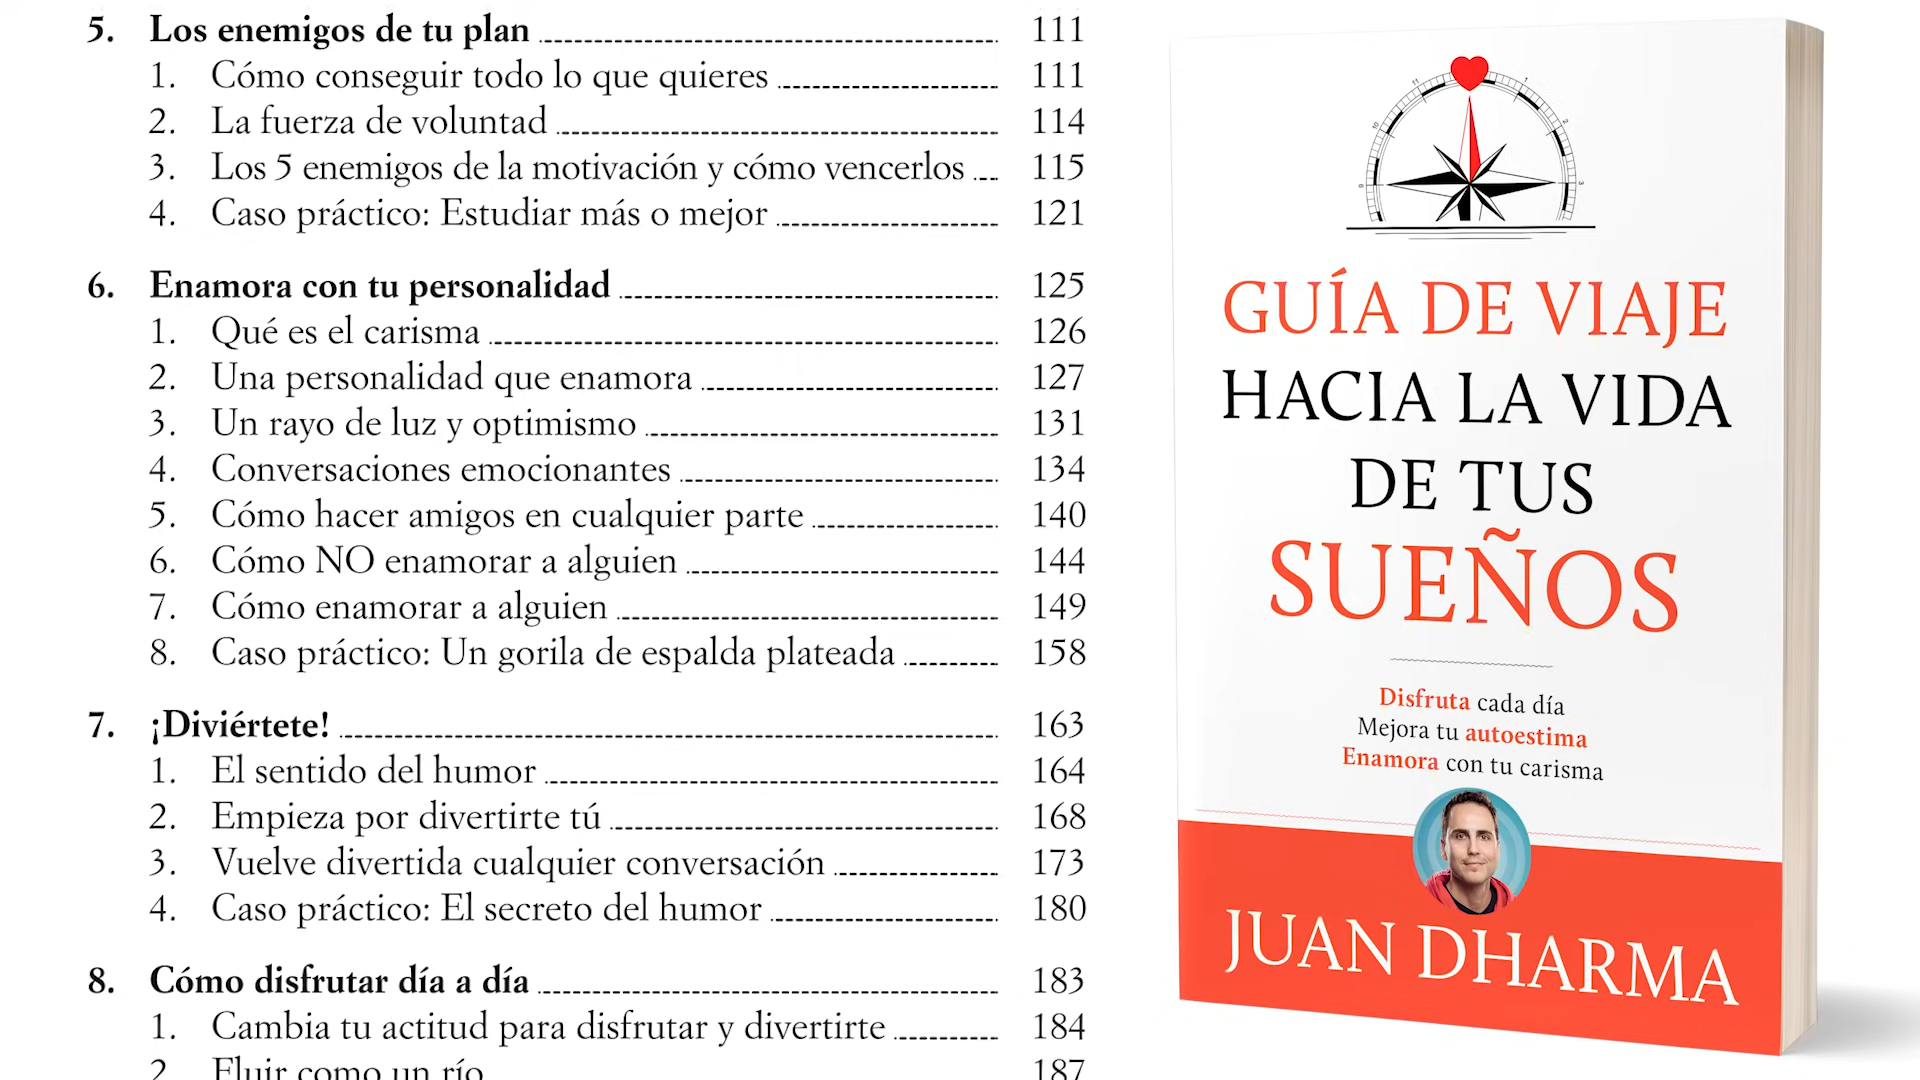 5. Los enemigos de tu plan 111
1. Cómo conseguir todo lo que quieres 111
2. La fuerza de voluntad 114
3. Los 5 enemigos de la motivación y cómo vencerlos 115
4. Caso práctico: Estudiar más o mejor 121
6. Enamora con tu personalidad 125
1. Qué es el carisma 126
2. Una personalidad que enamora 127
3. Un rayo de luz y optimismo 131
4. Conversaciones emocionantes 134
5. Cómo hacer amigos en cualquier parte 140
6. Cómo NO enamorar a alguien 144
7. Cómo enamorar a alguien 149
8. Caso práctico: Un gorila de espalda plateada 158
7. ¡Diviértete! 163
1. El sentido del humor 164
2. Empieza por divertirte tú 168
3. Vuelve divertida cualquier conversación 173
4. Caso práctico: El secreto del humor 180
8. Cómo disfrutar día a día 183
1. Cambia tu actitud para disfrutar y divertirte 184
2. Fluir como un río 187
GUÍA DE VIAJE
HACIA LA VIDA
DE TUS
SUEÑOS
Disfruta cada día
Mejora tu autoestima
Enamora con tu carisma
JUAN DHARMA